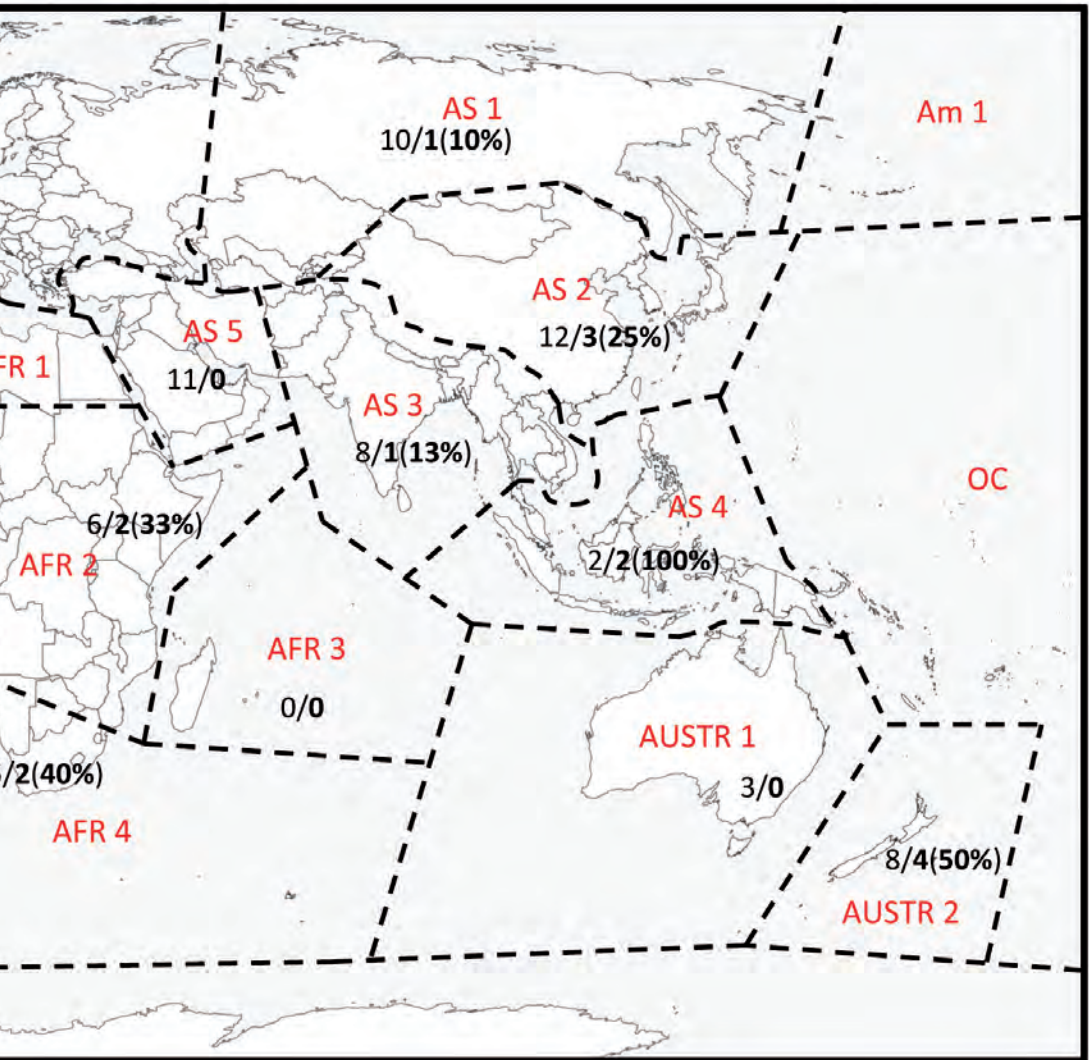 AS 1
10/1(10%)
Am 1
AS 2
12/3(25%)
AS 5
11/0
FR 1
AS 3
8/1(13%)
OC
AS 4
2/2(100%)
6/2(33%)
AFR 2
AFR 3
0/0
AUSTR 1
3/0
/2(40%)
AFR 4
8/4(50%)
AUSTR 2